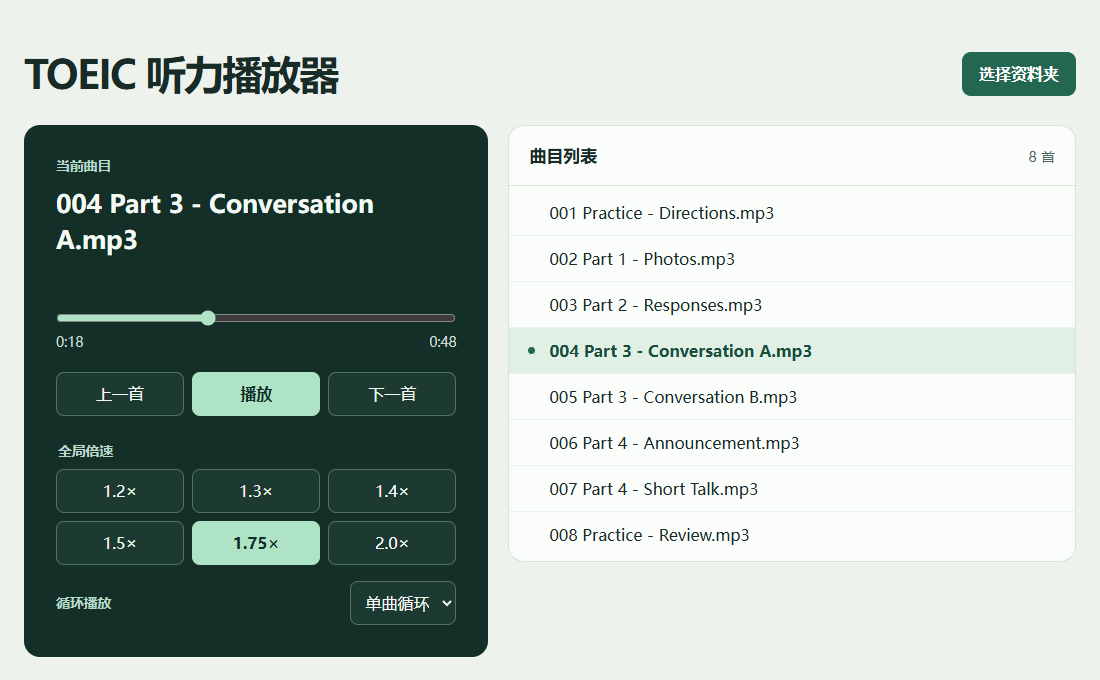 TOEIC 听力播放器
选择资料夹
当前曲目
004 Part 3 - Conversation
A.mp3
0:18
0:48
上一首
播放
下一首
全局倍速
1.2×
1.3×
1.4×
1.5×
1.75×
2.0×
循环播放
单曲循环
曲目列表
8 首
001 Practice - Directions.mp3
002 Part 1 - Photos.mp3
003 Part 2 - Responses.mp3
004 Part 3 - Conversation A.mp3
005 Part 3 - Conversation B.mp3
006 Part 4 - Announcement.mp3
007 Part 4 - Short Talk.mp3
008 Practice - Review.mp3